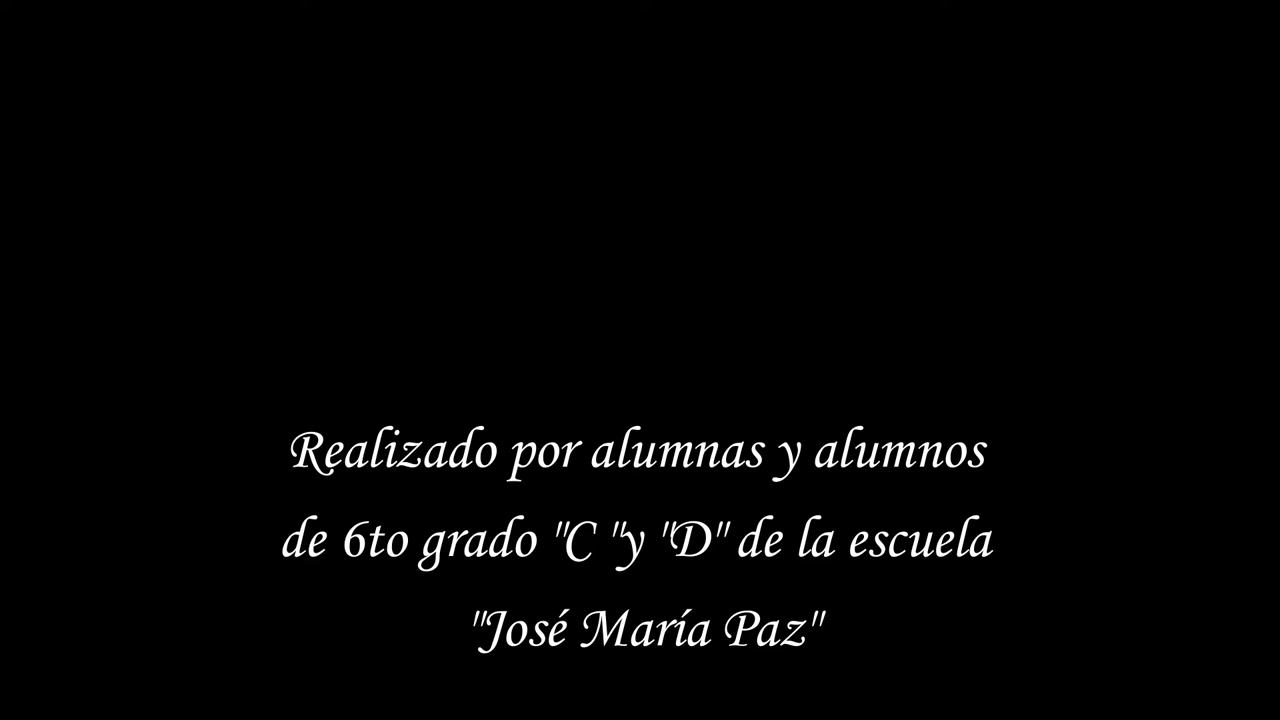 Realizado por alumnas y alumnos
de 6to grado "C "y "D" de la escuela
"José María Paz"